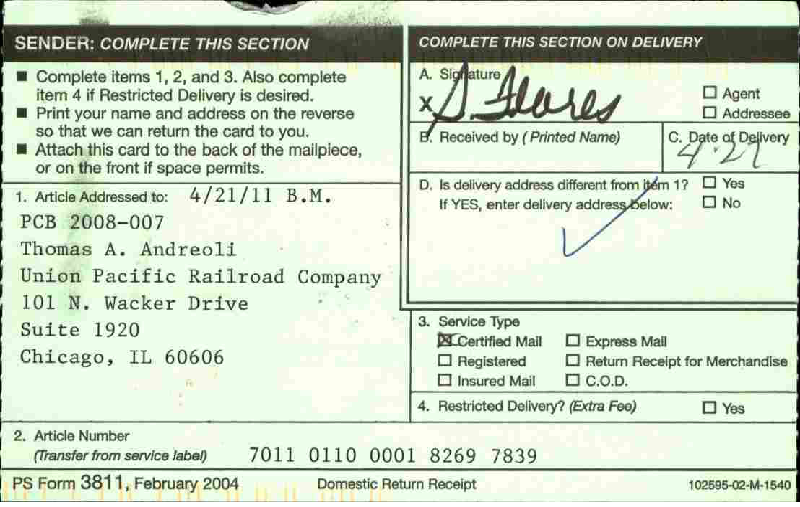 SENDER: COMPLETE THIS SECTION
■ Complete items 1, 2, and 3. Also complete
item 4 if Restricted Delivery is desired.
■ Print your name and address on the reverse
so that we can return the card to you.
■ Attach this card to the back of the mailpiece,
or on the front if space permits.
1. Article Addressed to: 4/21/11 B.M.
PCB 2008-007
Thomas A. Andreoli
Union Pacific Railroad Company
101 N. Wacker Drive
Suite 1920
Chicago, IL 60606
2. Article Number
(Transfer from service label) 7011 0110 0001 8269 7839
COMPLETE THIS SECTION ON DELIVERY
A. Signature
X S Flores
☐ Agent
☐ Addressee
B. Received by (Printed Name)
C. Date of Delivery
4-27
D. Is delivery address different from item 1? ☐ Yes
If YES, enter delivery address below: ☐ No
3. Service Type
☒ Certified Mail ☐ Express Mail
☐ Registered ☐ Return Receipt for Merchandise
☐ Insured Mail ☐ C.O.D.
4. Restricted Delivery? (Extra Fee) ☐ Yes
PS Form 3811, February 2004 Domestic Return Receipt 102595-02-M-1540